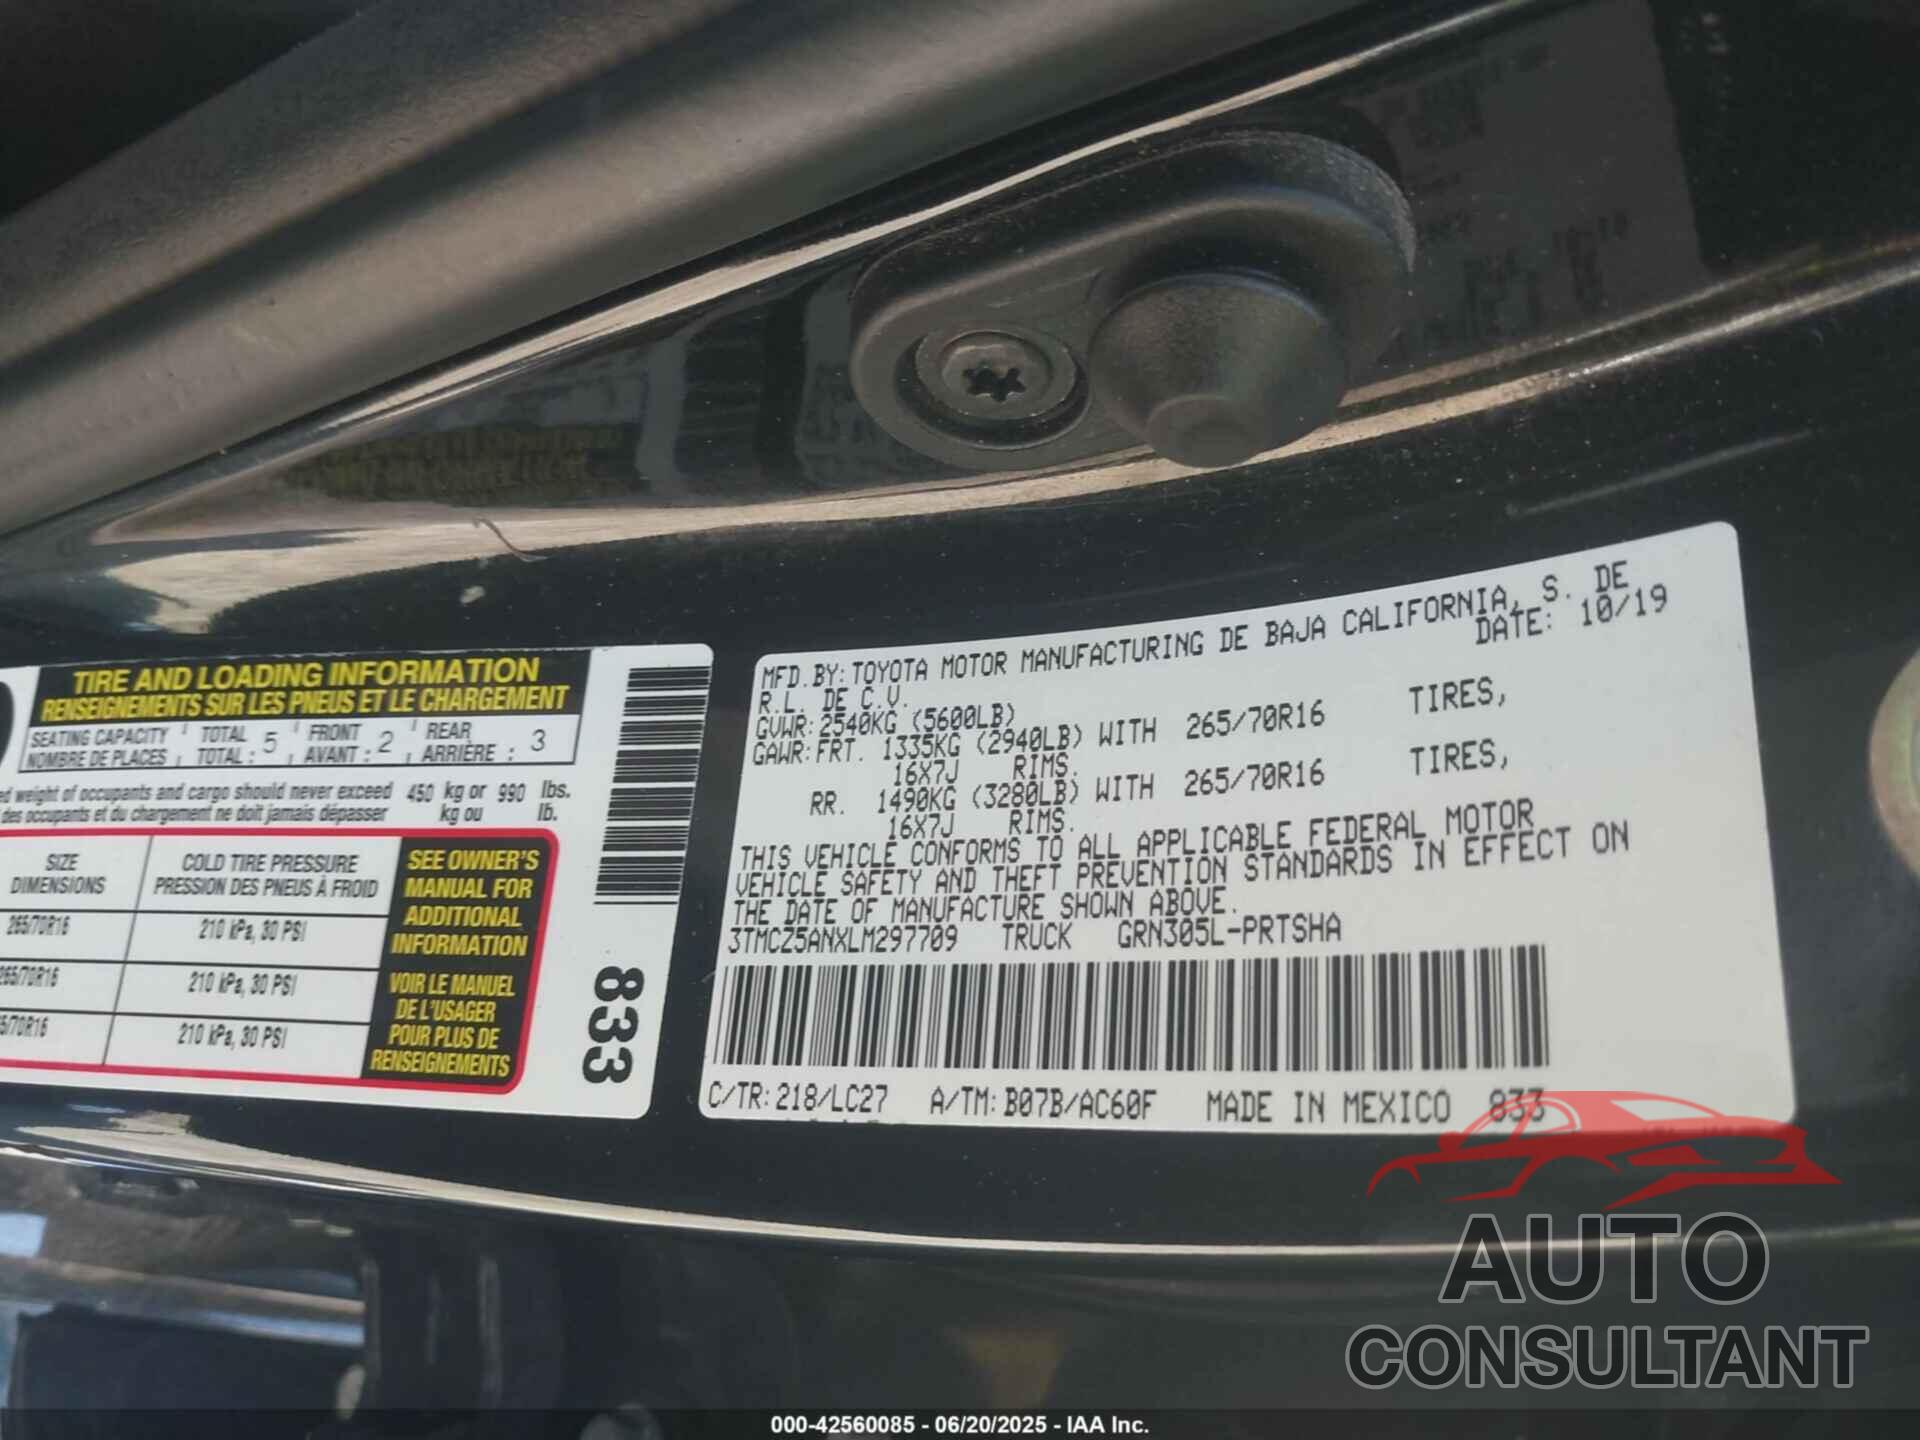 TIRE AND LOADING INFORMATION
RENSEIGNEMENTS SUR LES PNEUS ET LE CHARGEMENT
SEATING CAPACITY TOTAL 5 FRONT 2 REAR 3
NOMBRE DE PLACES TOTAL: AVANT: ARRIÈRE:
weight of occupants and cargo should never exceed 450 kg or 990 lbs.
des occupants et du chargement ne doit jamais dépasser kg ou lb.
SIZE
DIMENSIONS
COLD TIRE PRESSURE
PRESSION DES PNEUS À FROID
265/70R16 210 kPa, 30 PSI
265/70R16 210 kPa, 30 PSI
5/70R16 210 kPa, 30 PSI
SEE OWNER'S
MANUAL FOR
ADDITIONAL
INFORMATION
VOIR LE MANUEL
DE L'USAGER
POUR PLUS DE
RENSEIGNEMENTS
833
MFD.BY:TOYOTA MOTOR MANUFACTURING DE BAJA CALIFORNIA, S. DE
R.L. DE C.V. DATE: 10/19
GVWR:2540KG (5600LB)
GAWR:FRT. 1335KG (2940LB) WITH 265/70R16 TIRES,
16X7J RIMS.
RR. 1490KG (3280LB) WITH 265/70R16 TIRES,
16X7J RIMS.
THIS VEHICLE CONFORMS TO ALL APPLICABLE FEDERAL MOTOR
VEHICLE SAFETY AND THEFT PREVENTION STANDARDS IN EFFECT ON
THE DATE OF MANUFACTURE SHOWN ABOVE.
3TMCZ5ANXLM297709 TRUCK GRN305L-PRTSHA
C/TR:218/LC27 A/TM:B07B/AC60F MADE IN MEXICO 833
AUTO
CONSULTANT
000-42560085 - 06/20/2025 - IAA Inc.